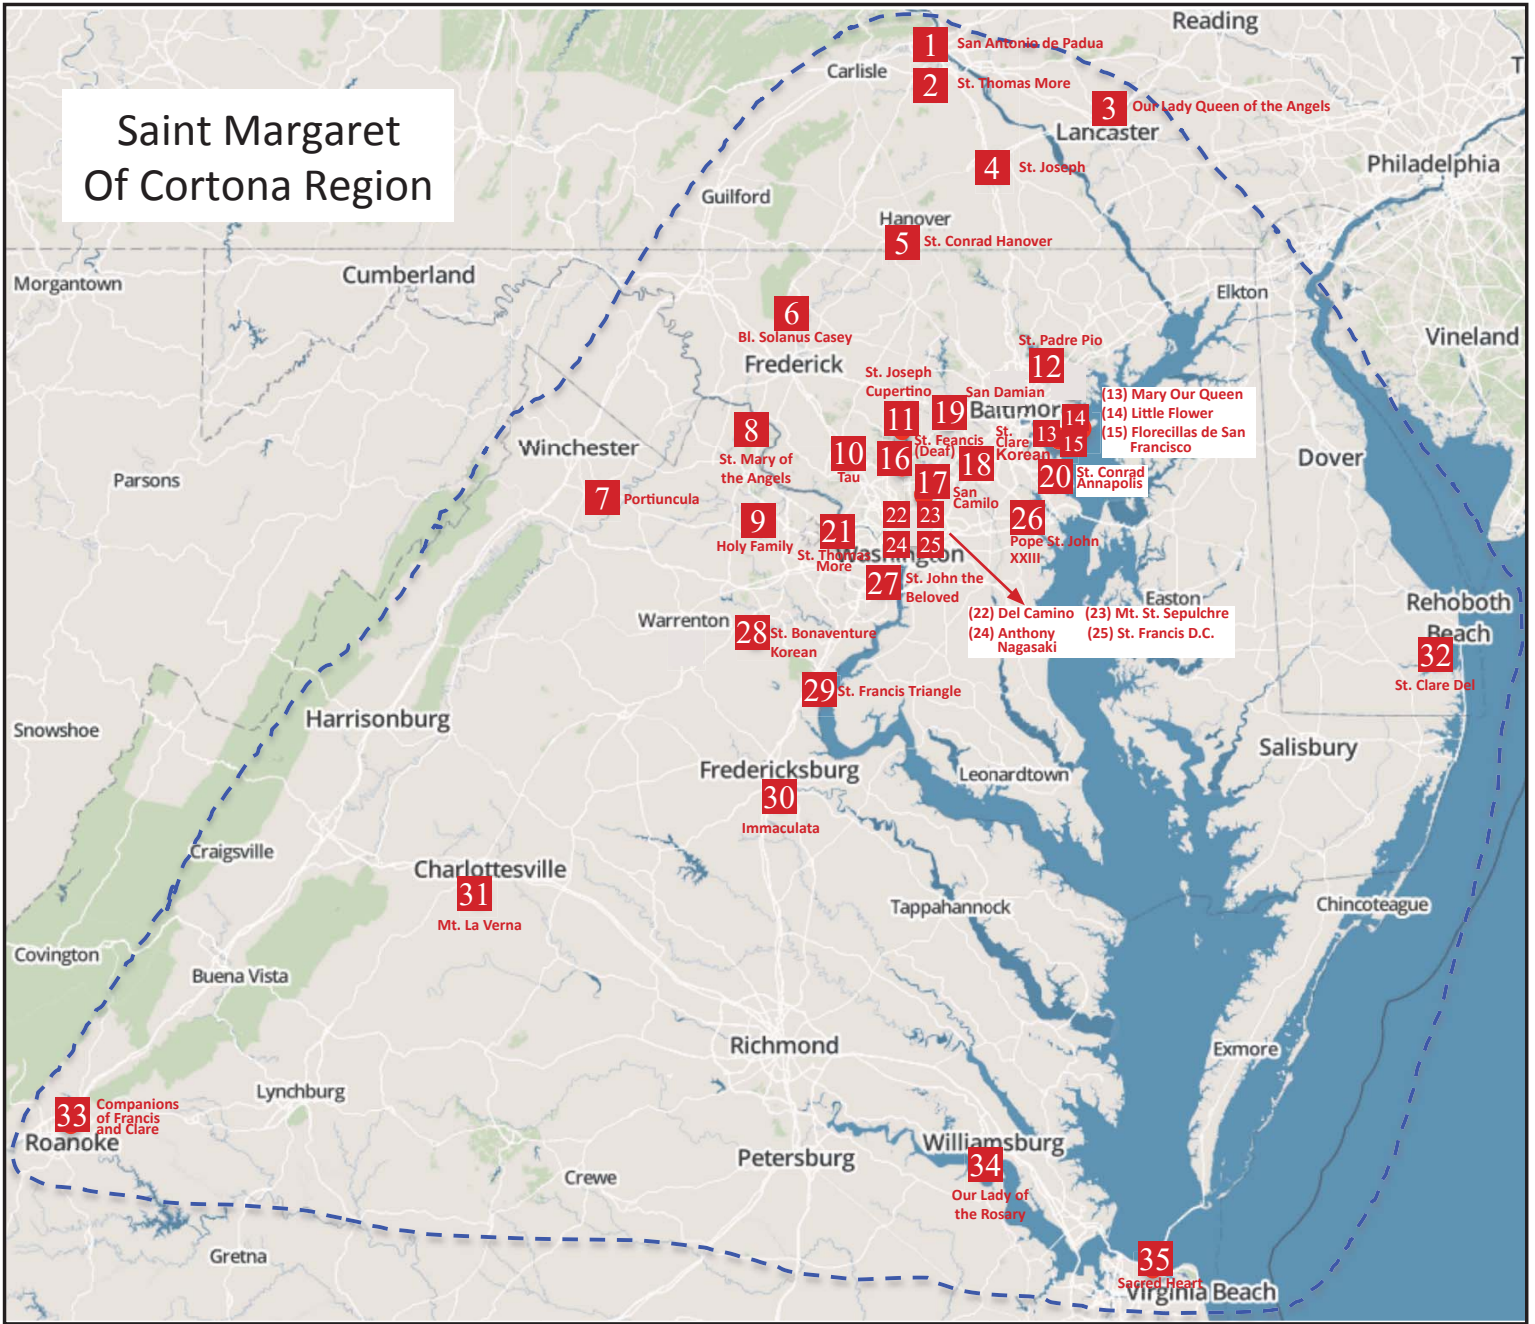 Reading
1
San Antonio de Padua
Carlisle
T
2
St. Thomas More
Saint Margaret
Of Cortona Region
3
Our Lady Queen of the Angels
Lancaster
Philadelphia
4
St. Joseph
Guilford
Hanover
5
St. Conrad Hanover
Morgantown
Cumberland
Elkton
6
Bl. Solanus Casey
Vineland
St. Padre Pio
12
Frederick
St. Joseph
Cupertino
11
San Damian
19
Baltimor
(13) Mary Our Queen
(14) Little Flower
(15) Florecillas de San
Francisco
14
13
15
8
St. Mary of
the Angels
Winchester
10
Tau
16
St. Feancis
(Deaf)
St.
Clare
Korean
18
Dover
Parsons
7
Portiuncula
17
San
Camilo
20
St. Conrad
Annapolis
9
Holy Family
21
St. Thomas
More
22
23
24
25
Washington
26
Pope St. John
XXIII
27
St. John the
Beloved
Easton
Rehoboth
Beach
(22) Del Camino (23) Mt. St. Sepulchre
(24) Anthony
Nagasaki
(25) St. Francis D.C.
Warrenton
28
St. Bonaventure
Korean
32
St. Clare Del
29
St. Francis Triangle
Harrisonburg
Snowshoe
Salisbury
Fredericksburg
Leonardtown
30
Immaculata
Craigsville
Charlottesville
31
Mt. La Verna
Tappahannock
Chincoteague
Covington
Buena Vista
Richmond
Exmore
Lynchburg
33
Companions
of Francis
and Clare
Roanoke
Williamsburg
34
Our Lady of
the Rosary
Petersburg
Crewe
Gretna
35
Sacred Heart
Virginia Beach